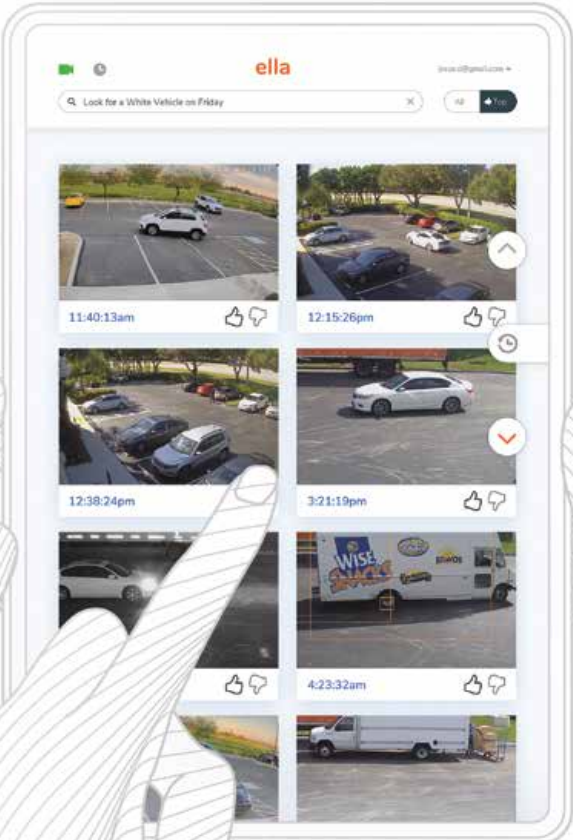 ella
Look for a White Vehicle on Friday
All
Top
11:40:13am
12:15:26pm
12:38:24pm
3:21:19pm
WISE
SNACKS
4:23:32am